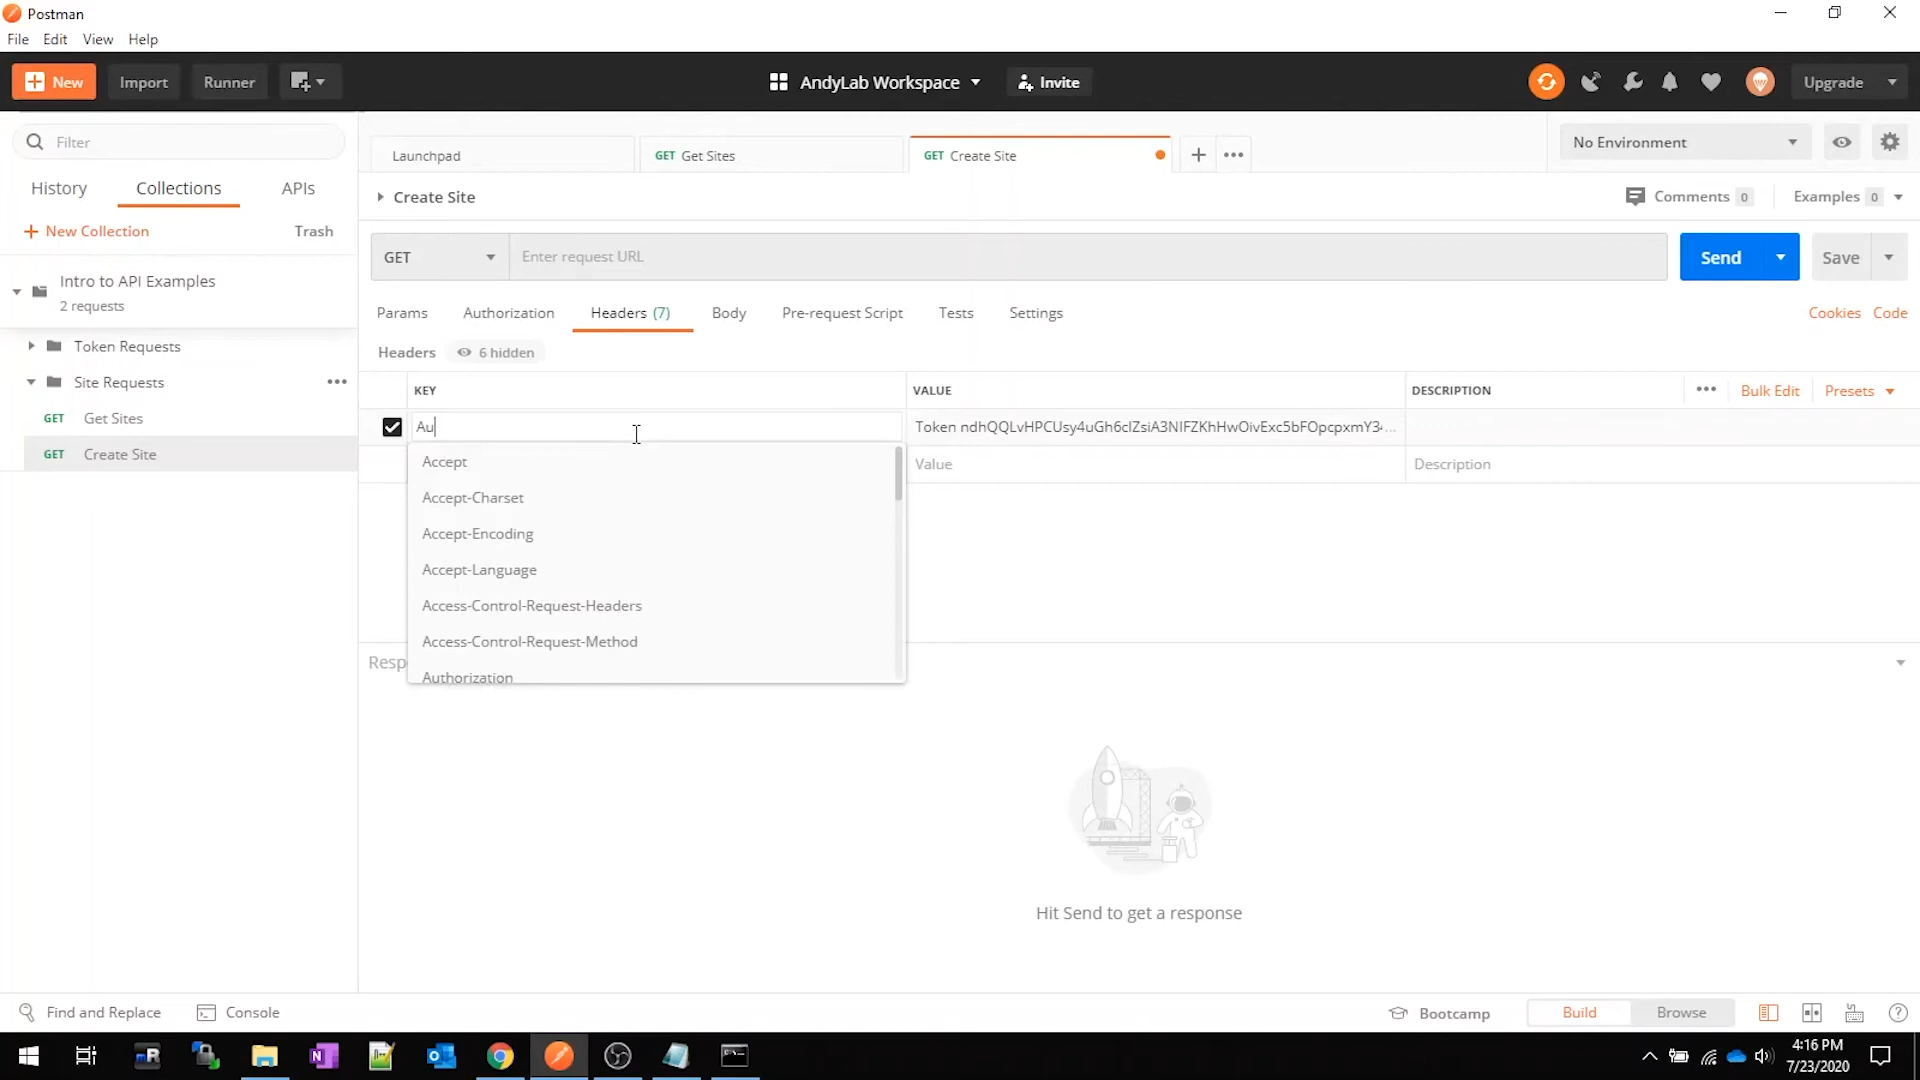 Postman
File Edit View Help
New Import Runner AndyLab Workspace Invite Upgrade
Filter
Launchpad GET Get Sites GET Create Site No Environment
History Collections APIs
Create Site Comments 0 Examples 0
New Collection Trash
GET Enter request URL Send Save
Intro to API Examples
2 requests
Params Authorization Headers (7) Body Pre-request Script Tests Settings Cookies Code
Token Requests
Headers 6 hidden
Site Requests
KEY VALUE DESCRIPTION Bulk Edit Presets
GET Get Sites
Au
GET Create Site
Value Description
Accept
Accept-Charset
Accept-Encoding
Accept-Language
Access-Control-Request-Headers
Access-Control-Request-Method
Authorization
Resp
Hit Send to get a response
Find and Replace Console Bootcamp Build Browse
4:16 PM
7/23/2020